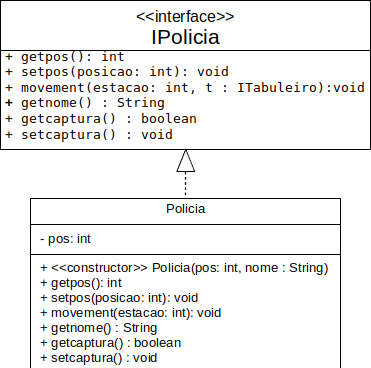 <<interface>>
IPolicia
+ getpos(): int
+ setpos(posicao: int): void
+ movement(estacao: int, t : ITabuleiro):void
+ getnome() : String
+ getcaptura() : boolean
+ setcaptura() : void
Policia
- pos: int
+ <<constructor>> Policia(pos: int, nome : String)
+ getpos(): int
+ setpos(posicao: int): void
+ movement(estacao: int): void
+ getnome() : String
+ getcaptura() : boolean
+ setcaptura() : void